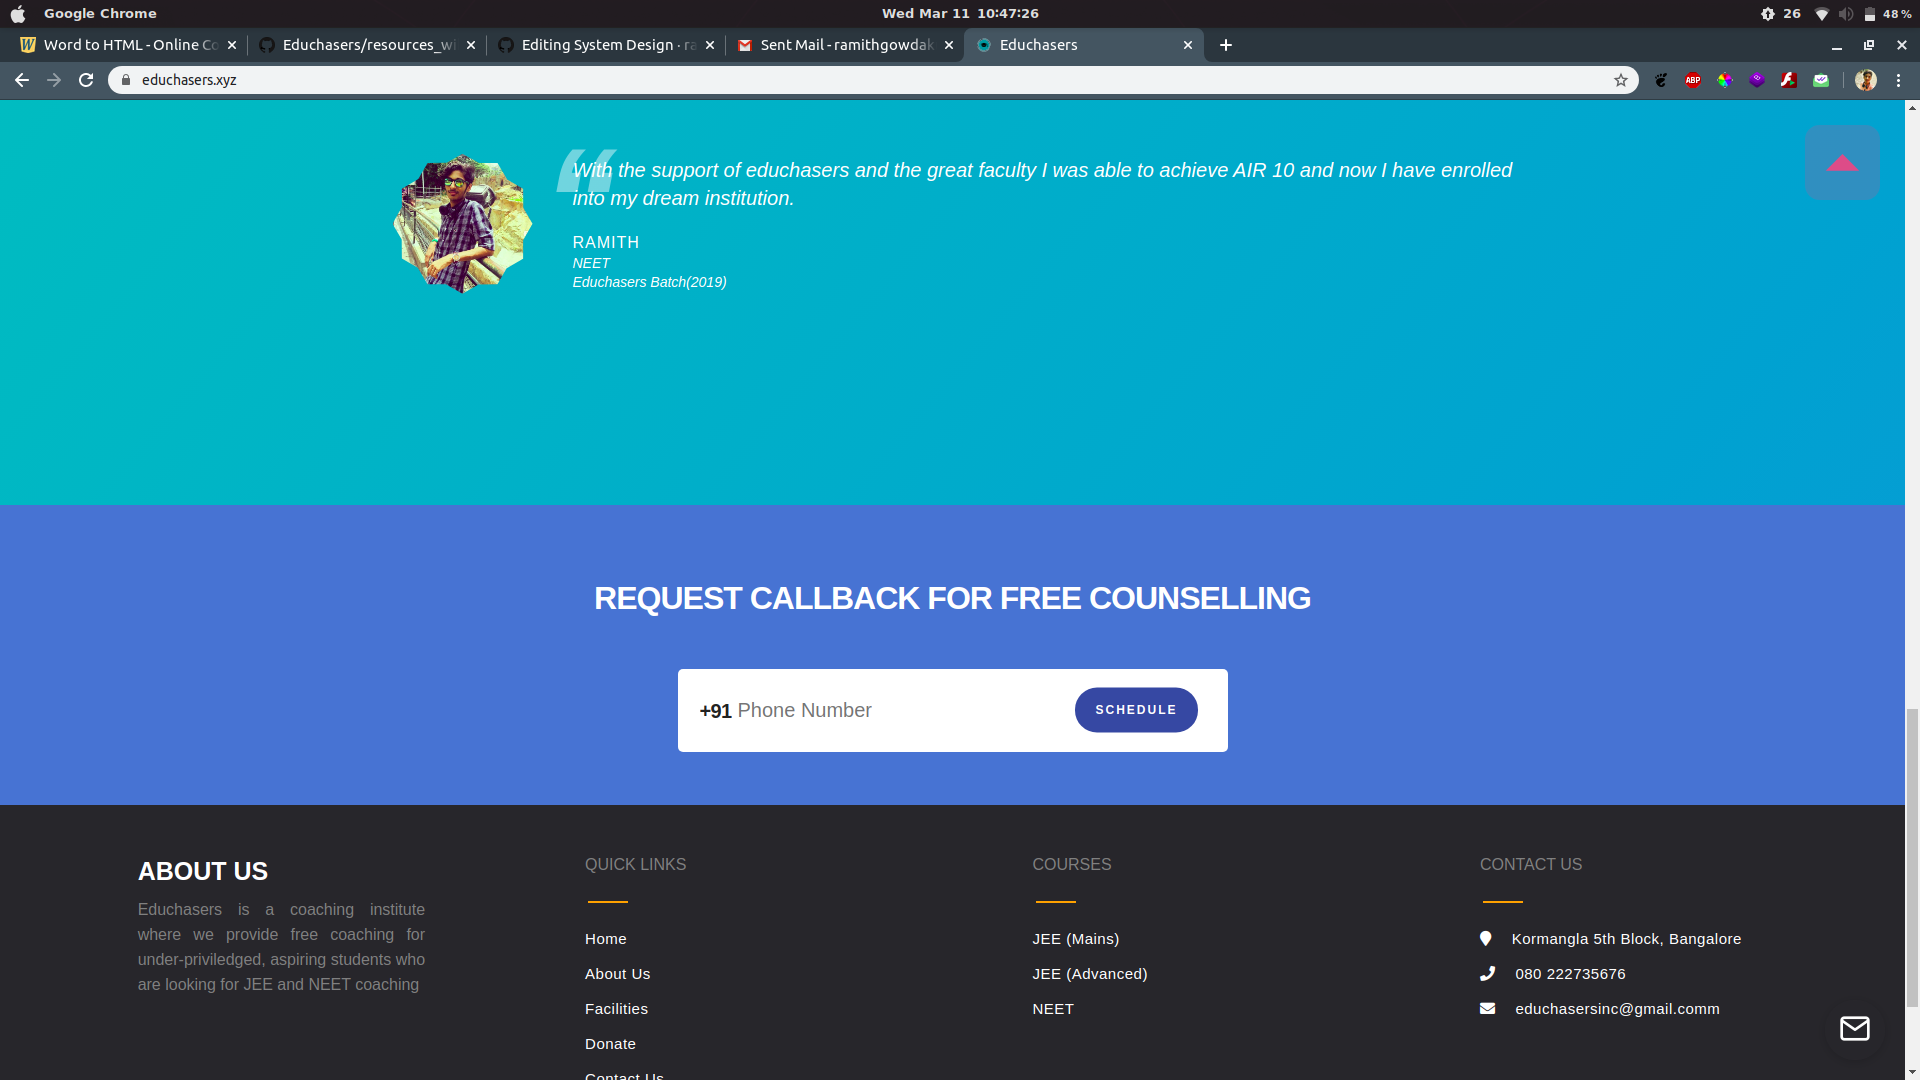 Google Chrome
Wed Mar 11 10:47:26
26
48 %
Word to HTML - Online Co
Educhasers/resources_wi
Editing System Design · ra
Sent Mail - ramithgowdak
Educhasers
educhasers.xyz
ABP
“
With the support of educhasers and the great faculty I was able to achieve AIR 10 and now I have enrolled
into my dream institution.
RAMITH
NEET
Educhasers Batch(2019)
REQUEST CALLBACK FOR FREE COUNSELLING
+91 Phone Number
SCHEDULE
ABOUT US
Educhasers is a coaching institute
where we provide free coaching for
under-priviledged, aspiring students who
are looking for JEE and NEET coaching
QUICK LINKS
Home
About Us
Facilities
Donate
Contact Us
COURSES
JEE (Mains)
JEE (Advanced)
NEET
CONTACT US
Kormangla 5th Block, Bangalore
080 222735676
educhasersinc@gmail.comm